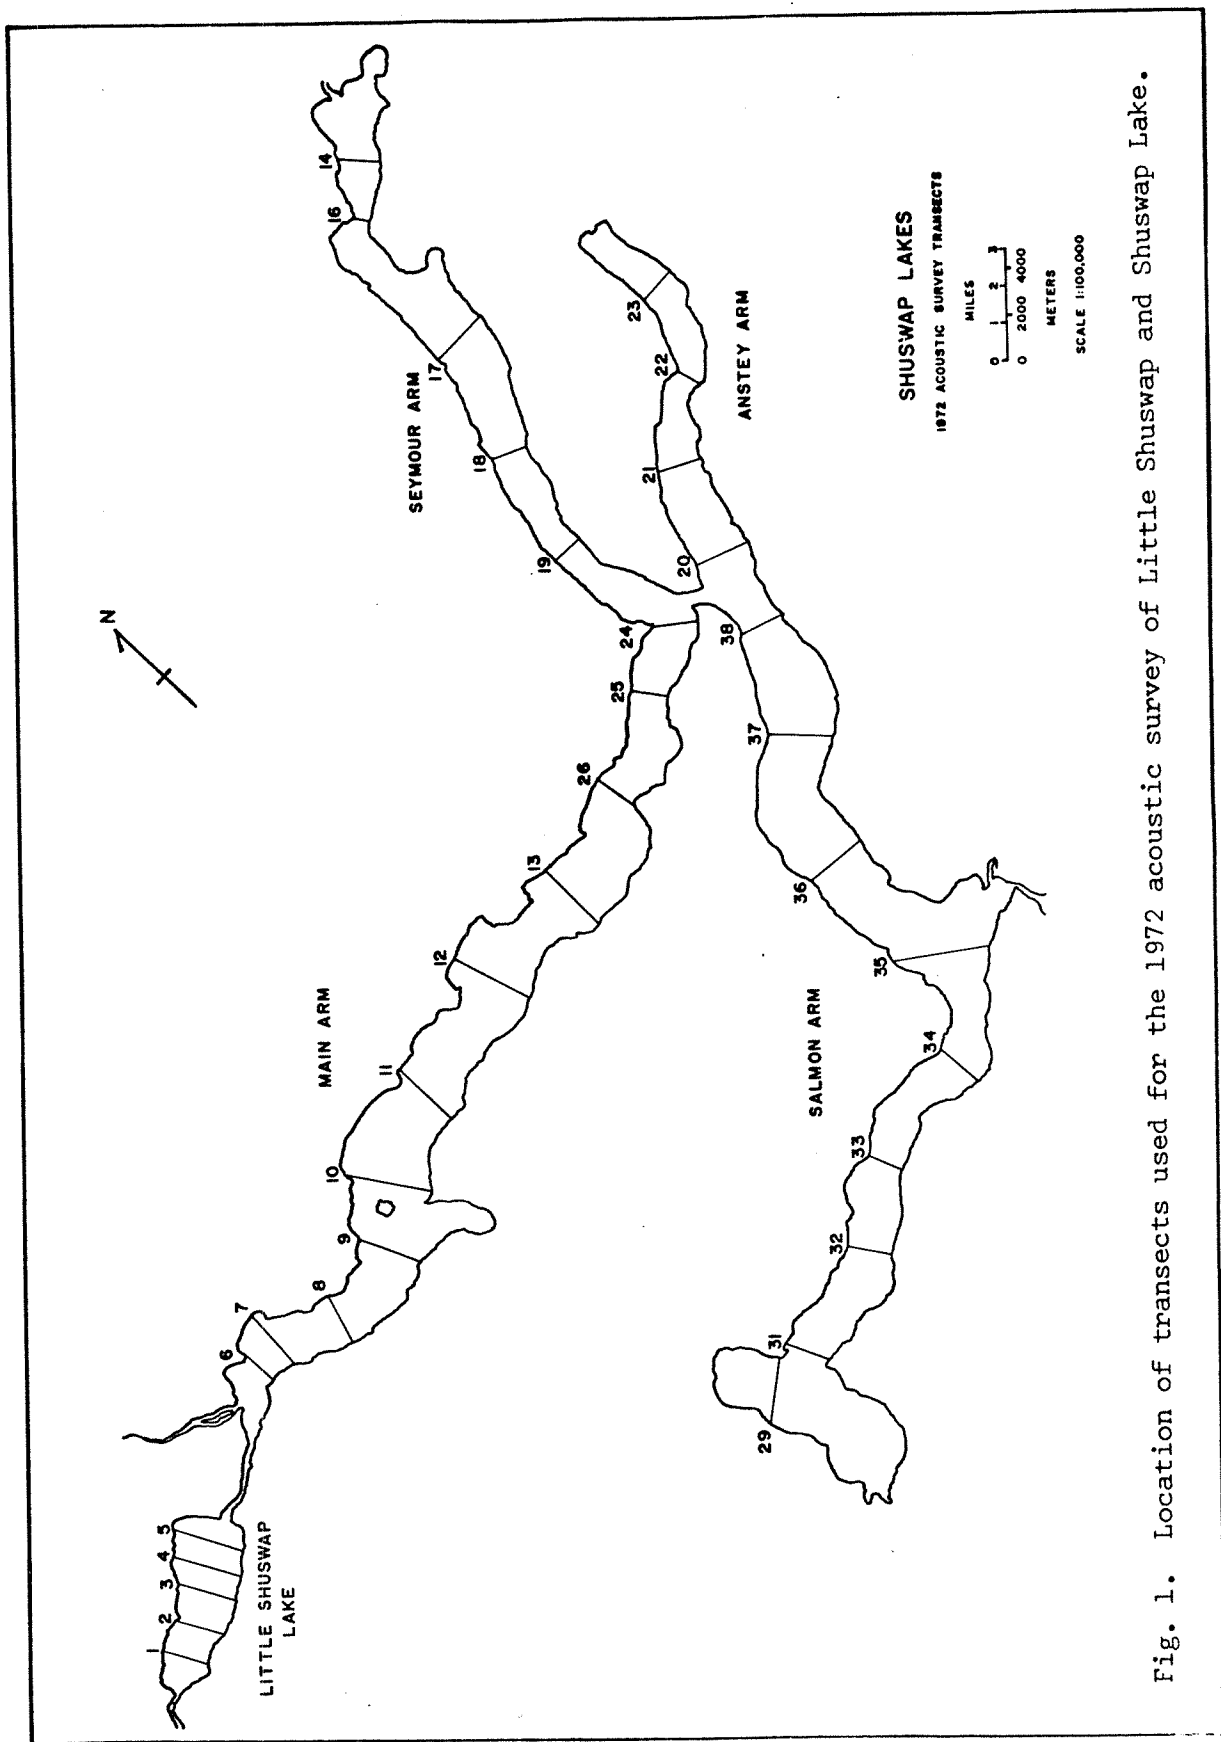 N
14
16
17
SEYMOUR ARM
18
19
20
21
22
23
ANSTEY ARM
24
25
26
13
12
MAIN ARM
11
10
9
8
7
6
5
4
3
2
1
LITTLE SHUSWAP
LAKE
38
37
36
35
34
SALMON ARM
33
32
31
29
SHUSWAP LAKES
1972 ACOUSTIC SURVEY TRANSECTS
MILES
0 1 2 3
0 2000 4000
METERS
SCALE 1:100,000
Fig. 1. Location of transects used for the 1972 acoustic survey of Little Shuswap and Shuswap Lake.